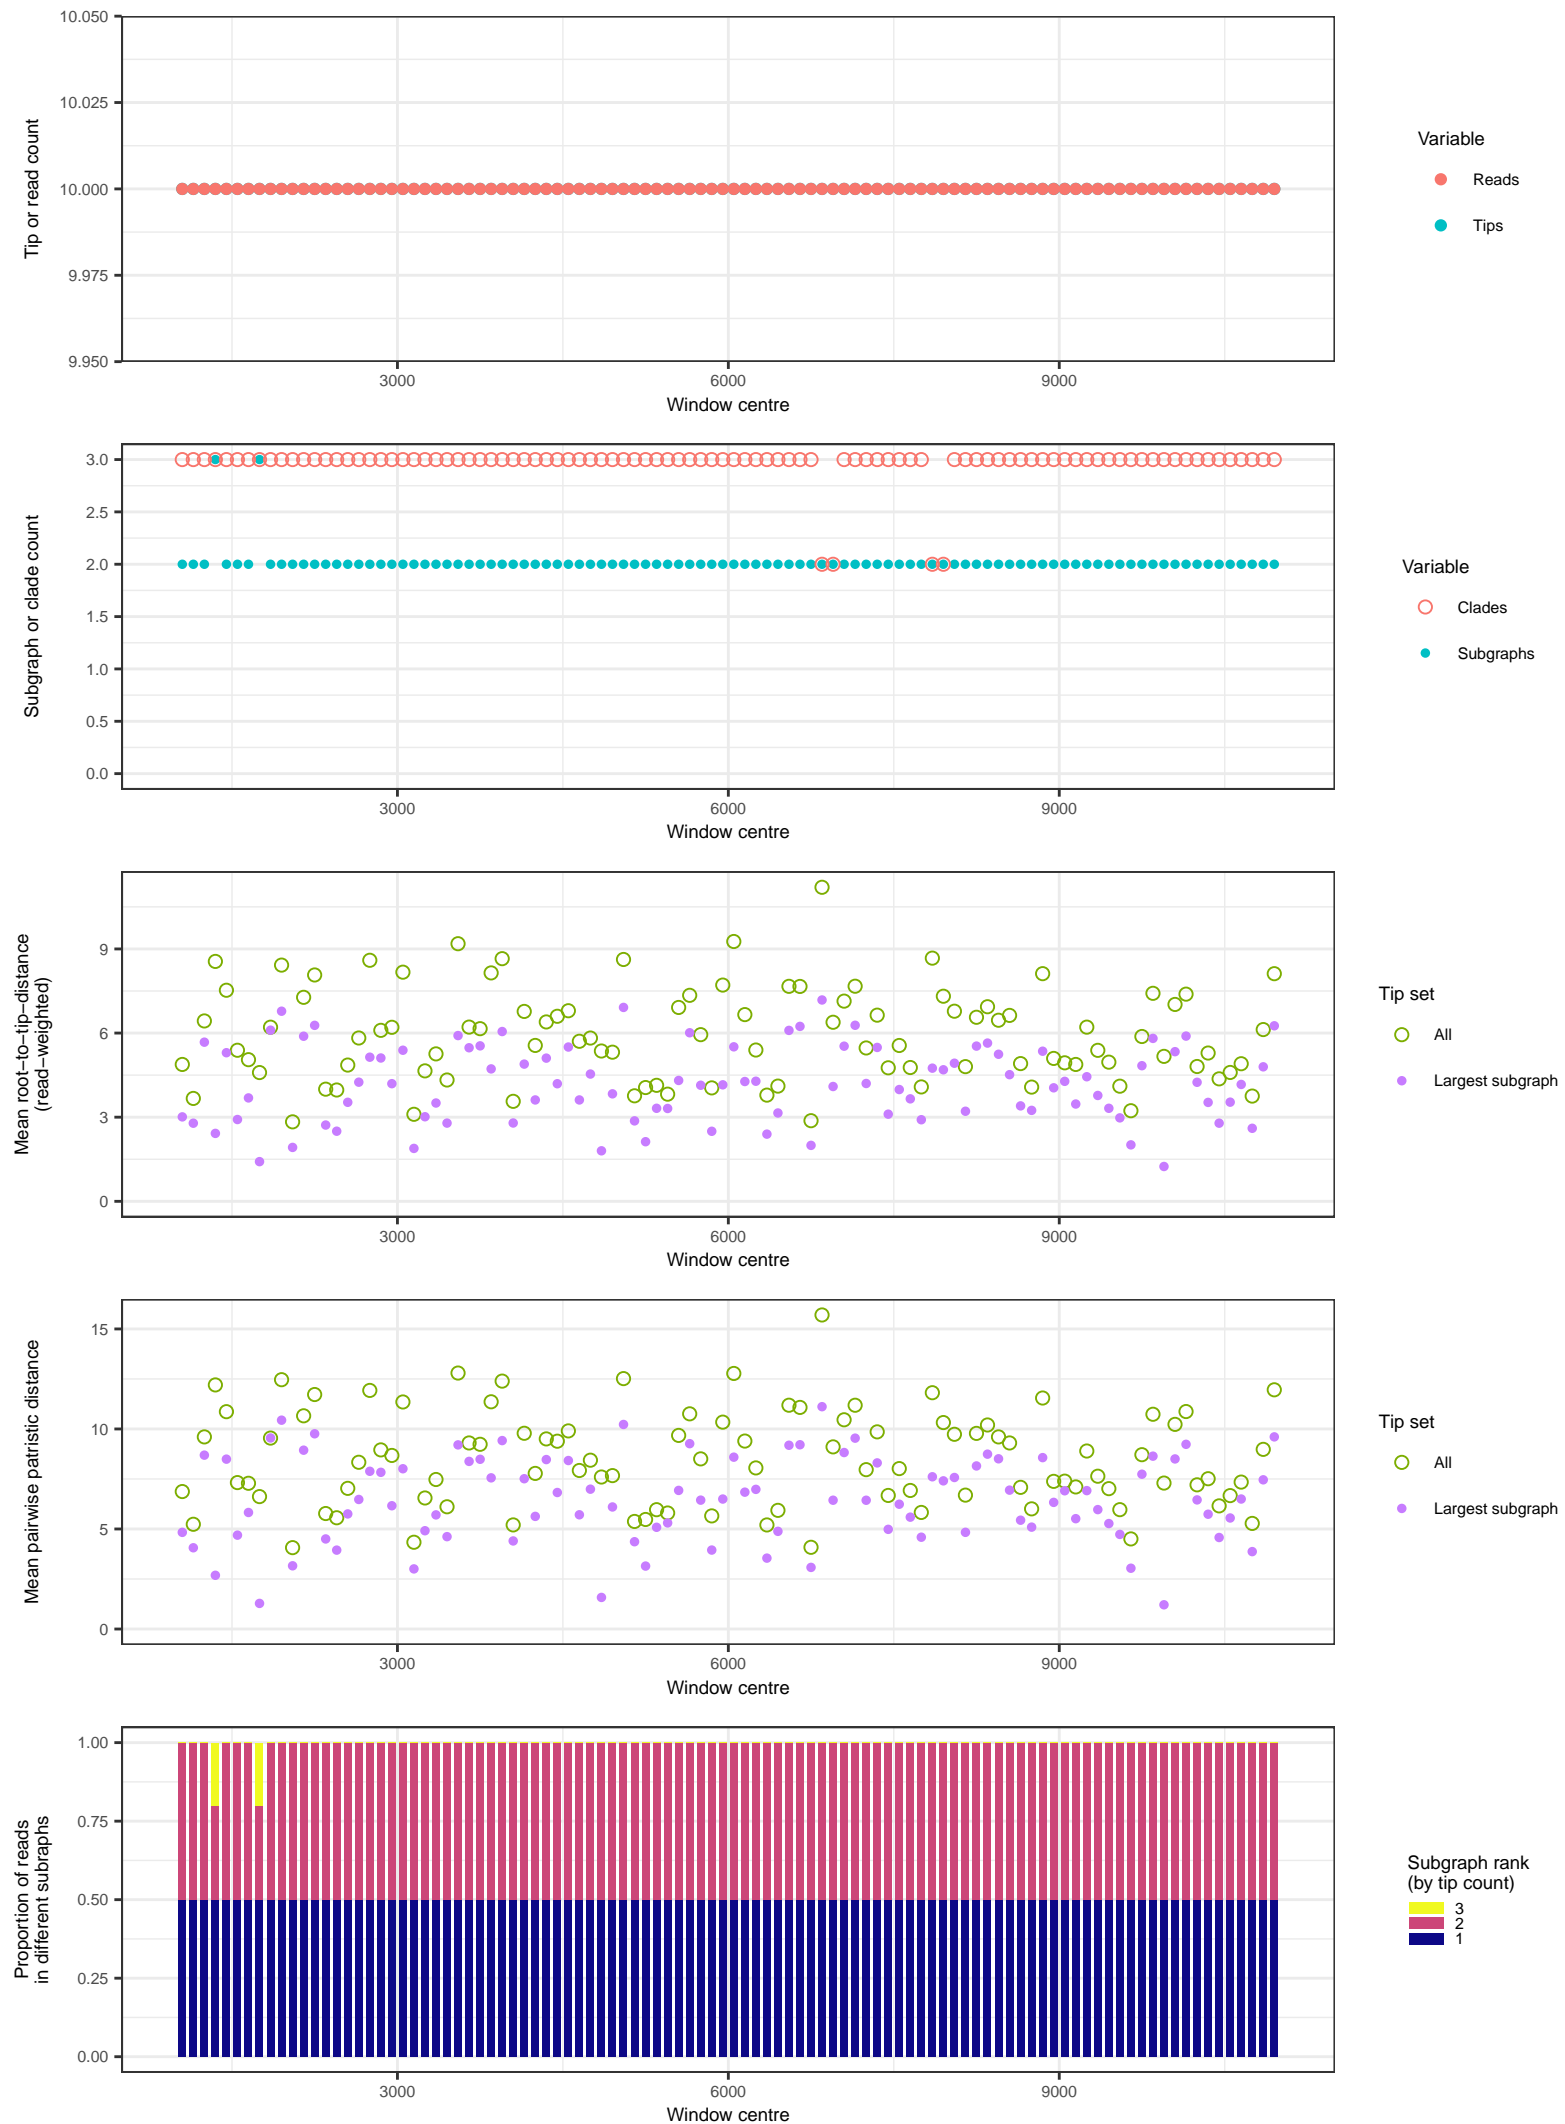 10.050
10.025
10.000
9.975
9.950
Tip or read count
3000
6000
9000
Window centre
Variable
Reads
Tips
3.0
2.5
2.0
1.5
1.0
0.5
0.0
Subgraph or clade count
3000
6000
9000
Window centre
Variable
Clades
Subgraphs
9
6
3
0
Mean root−to−tip−distance
(read−weighted)
3000
6000
9000
Window centre
Tip set
All
Largest subgraph
15
10
5
0
Mean pairwise patristic distance
3000
6000
9000
Window centre
Tip set
All
Largest subgraph
1.00
0.75
0.50
0.25
0.00
Proportion of reads
in different subraphs
3000
6000
9000
Window centre
Subgraph rank
(by tip count)
3
2
1